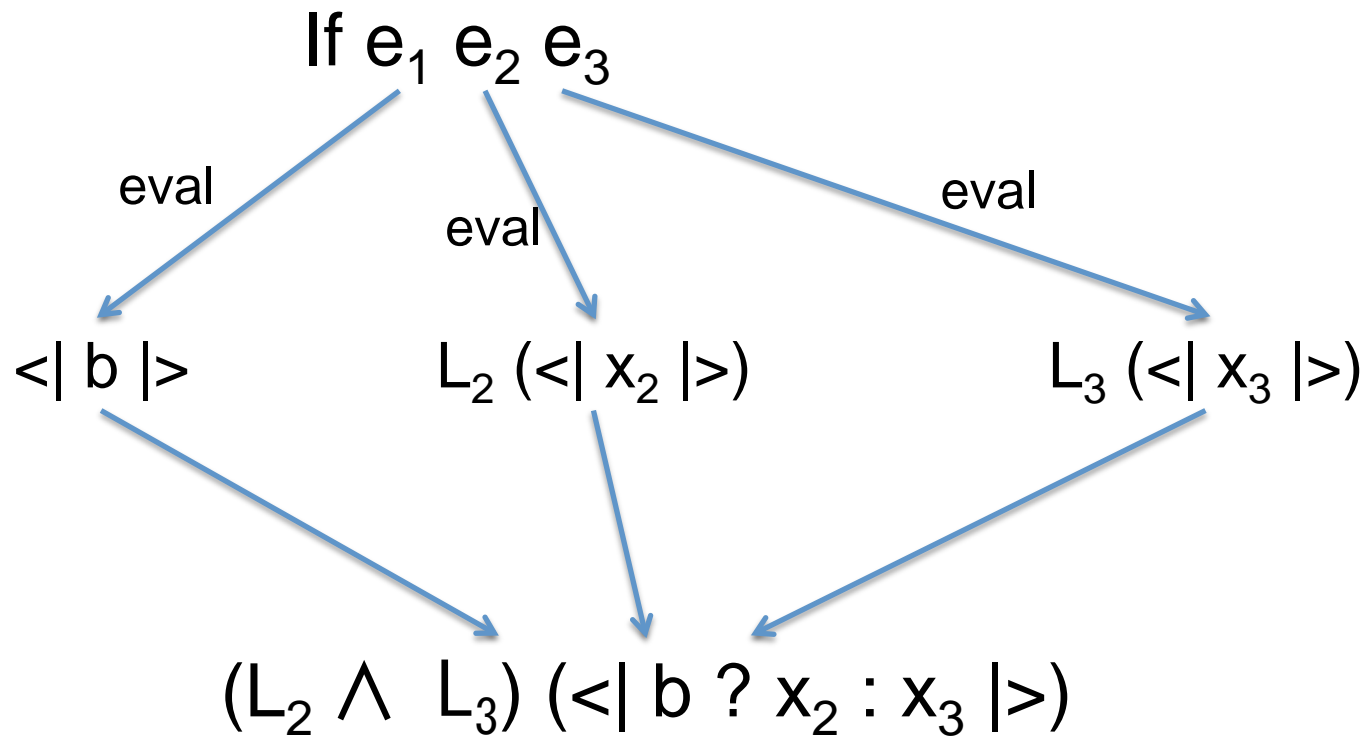 If e₁ e₂ e₃
eval
eval
eval
<| b |>
L₂ (<| x₂ |>)
L₃ (<| x₃ |>)
(L₂ ⋀ L₃) (<| b ? x₂ : x₃ |>)